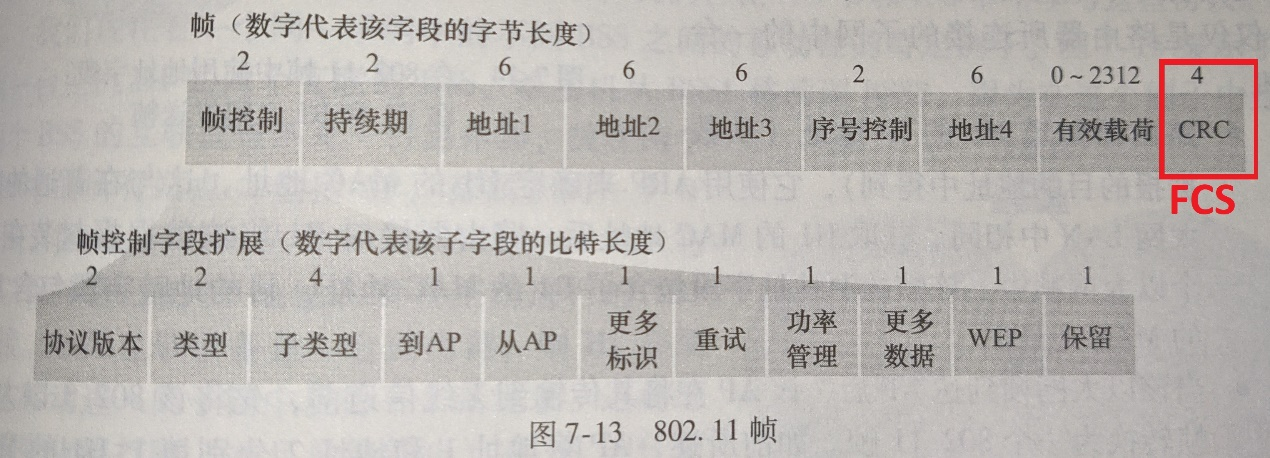 帧（数字代表该字段的字节长度）
2 2 6 6 6 2 6 0～2312 4
帧控制 持续期 地址1 地址2 地址3 序号控制 地址4 有效载荷 CRC
FCS
帧控制字段扩展（数字代表该子字段的比特长度）
2 2 4 1 1 1 1 1 1 1 1
协议版本 类型 子类型 到AP 从AP 更多标识 重试 功率管理 更多数据 WEP 保留
图 7-13 802.11 帧